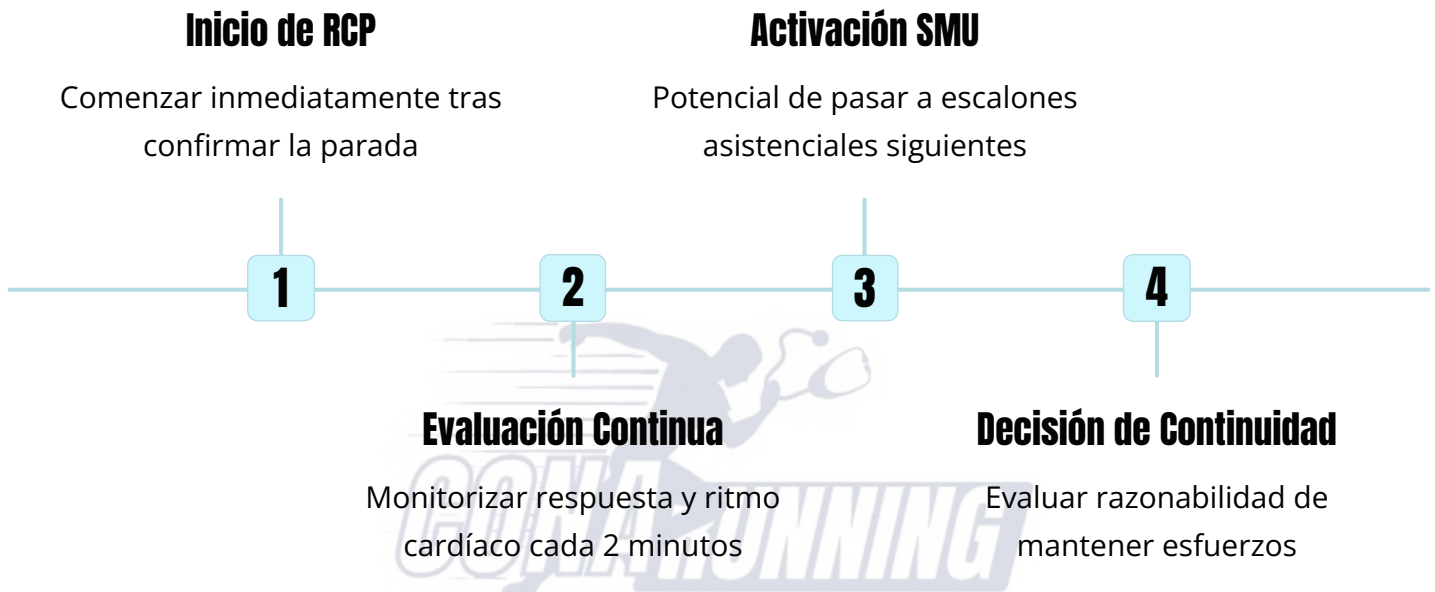 Inicio de RCP
Comenzar inmediatamente tras
confirmar la parada
Activación SMU
Potencial de pasar a escalones
asistenciales siguientes
1
2
3
4
Evaluación Continua
Monitorizar respuesta y ritmo
cardíaco cada 2 minutos
Decisión de Continuidad
Evaluar razonabilidad de
mantener esfuerzos
CONARUNNING